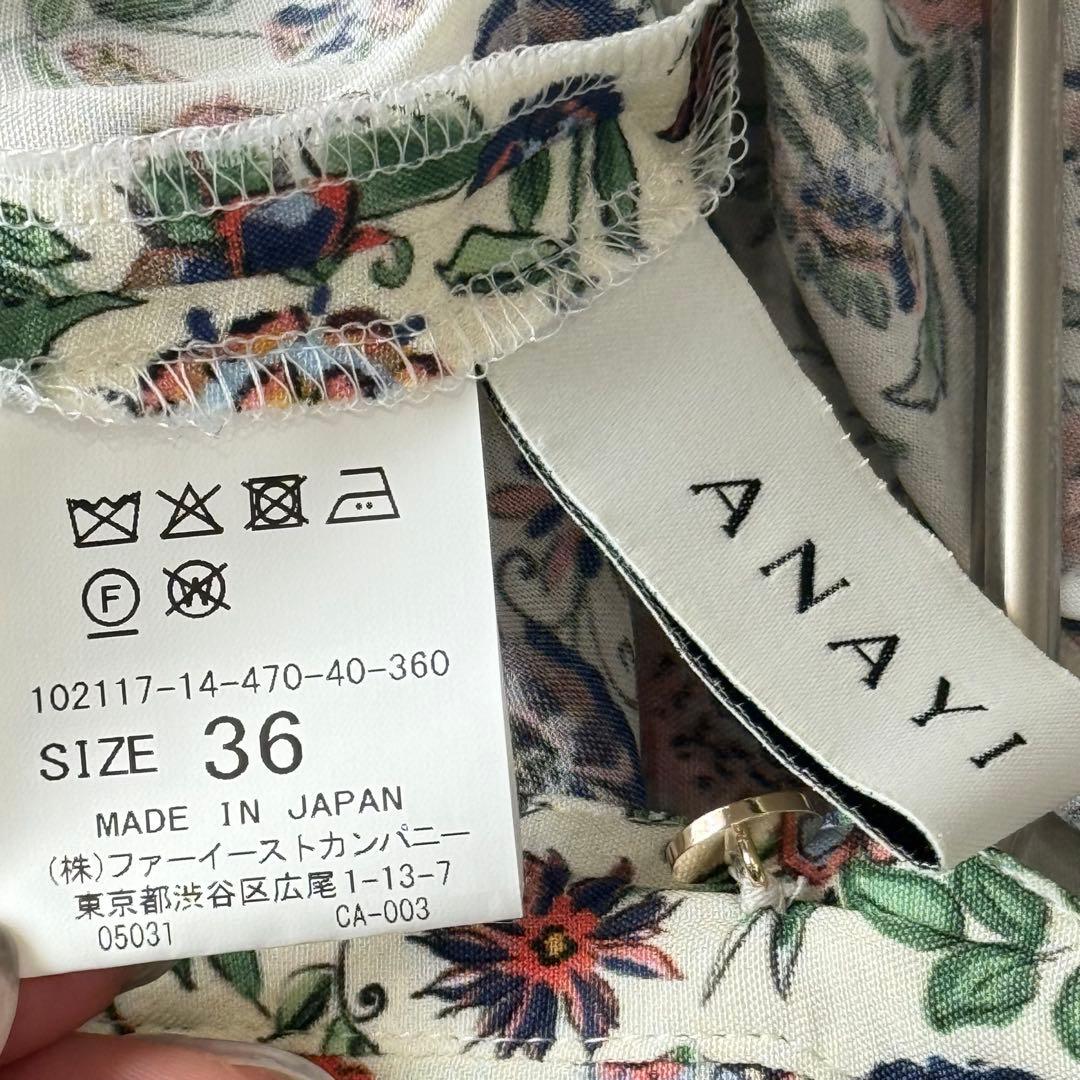 F
W
102117-14-470-40-360
SIZE 36
MADE IN JAPAN
(株)ファーイーストカンパニー
東京都渋谷区広尾1-13-7
05031 CA-003
ANAYI